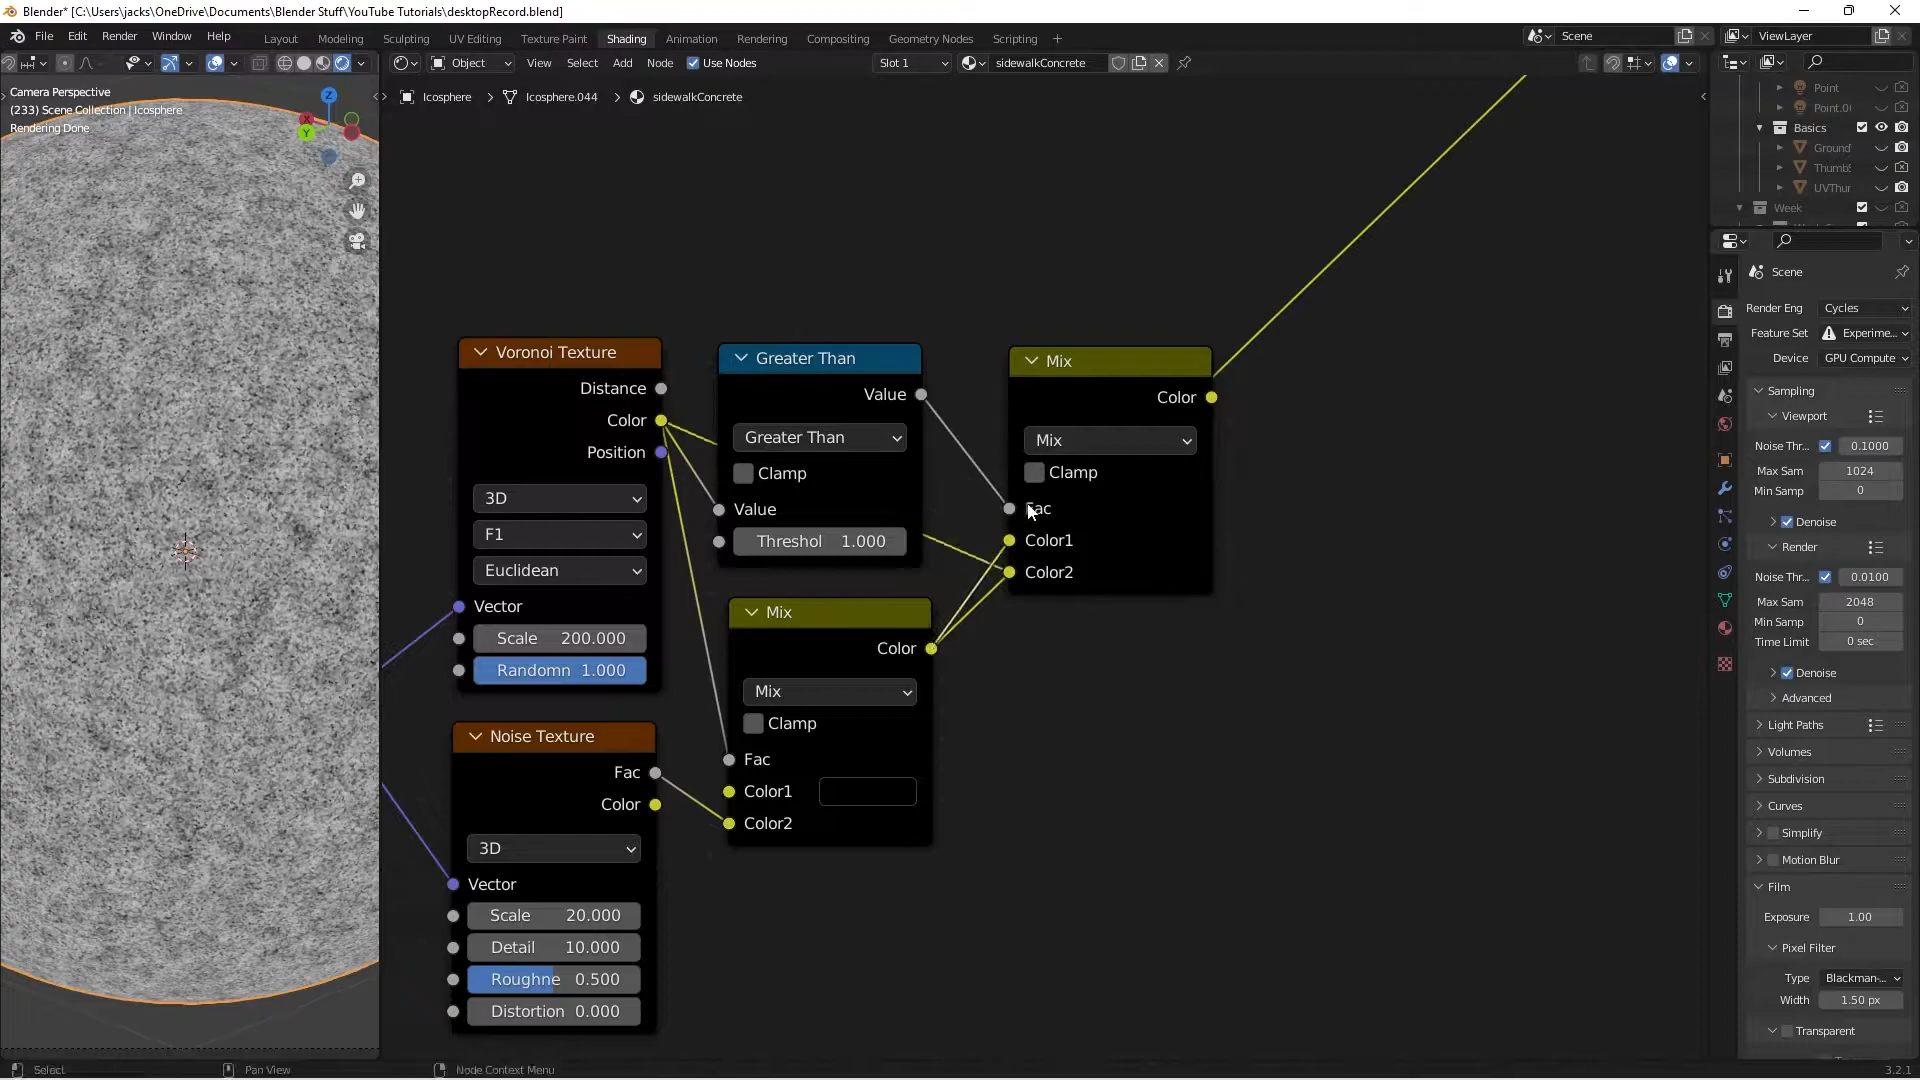 Blender* [C:\Users\jacks\OneDrive\Documents\Blender Stuff\YouTube Tutorials\desktopRecord.blend]
File Edit Render Window Help Layout Modeling Sculpting UV Editing Texture Paint Shading Animation Rendering Compositing Geometry Nodes Scripting + Scene ViewLayer
Object View Select Add Node Use Nodes Slot 1 sidewalkConcrete
Camera Perspective
(233) Scene Collection | Icosphere
Rendering Done
Z
X
Y
Icosphere > Icosphere.044 > sidewalkConcrete
Voronoi Texture
Distance
Color
Position
3D
F1
Euclidean
Vector
Scale 200.000
Randomn 1.000
Greater Than
Value
Greater Than
Clamp
Value
Threshol 1.000
Mix
Color
Mix
Clamp
Fac
Color1
Color2
Mix
Color
Mix
Clamp
Fac
Color1
Color2
Noise Texture
Fac
Color
3D
Vector
Scale 20.000
Detail 10.000
Roughne 0.500
Distortion 0.000
Point
Point.0(
Basics
Ground
UVThur
Week
Scene
Render Eng Cycles
Feature Set Experime...
Device GPU Compute
Sampling
Viewport
Noise Thr... 0.1000
Max Sam 1024
Min Samp 0
Denoise
Render
Noise Thr... 0.0100
Max Sam 2048
Min Samp 0
Time Limit 0 sec
Denoise
Advanced
Light Paths
Volumes
Subdivision
Curves
Simplify
Motion Blur
Film
Exposure 1.00
Pixel Filter
Type Blackman-...
Width 1.50 px
Transparent
Select Pan View Node Context Menu 3.2.1